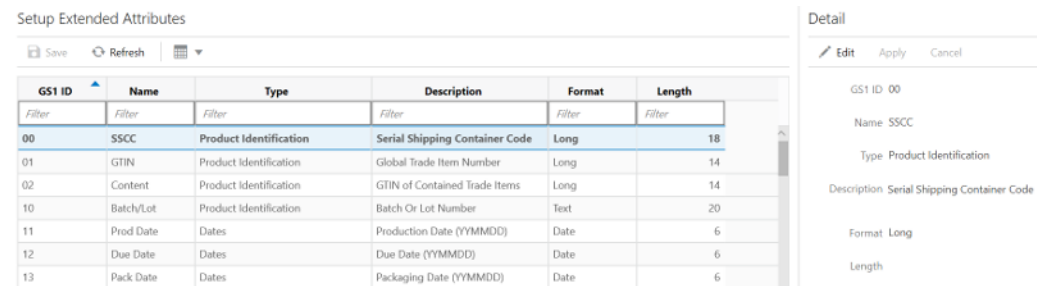 Setup Extended Attributes
Save Refresh
GS1 ID Name Type Description Format Length
Filter Filter Filter Filter Filter Filter
00 SSCC Product Identification Serial Shipping Container Code Long 18
01 GTIN Product Identification Global Trade Item Number Long 14
02 Content Product Identification GTIN of Contained Trade Items Long 14
10 Batch/Lot Product Identification Batch Or Lot Number Text 20
11 Prod Date Dates Production Date (YYMMDD) Date 6
12 Due Date Dates Due Date (YYMMDD) Date 6
13 Pack Date Dates Packaging Date (YYMMDD) Date 6
Detail
Edit Apply Cancel
GS1 ID 00
Name SSCC
Type Product Identification
Description Serial Shipping Container Code
Format Long
Length